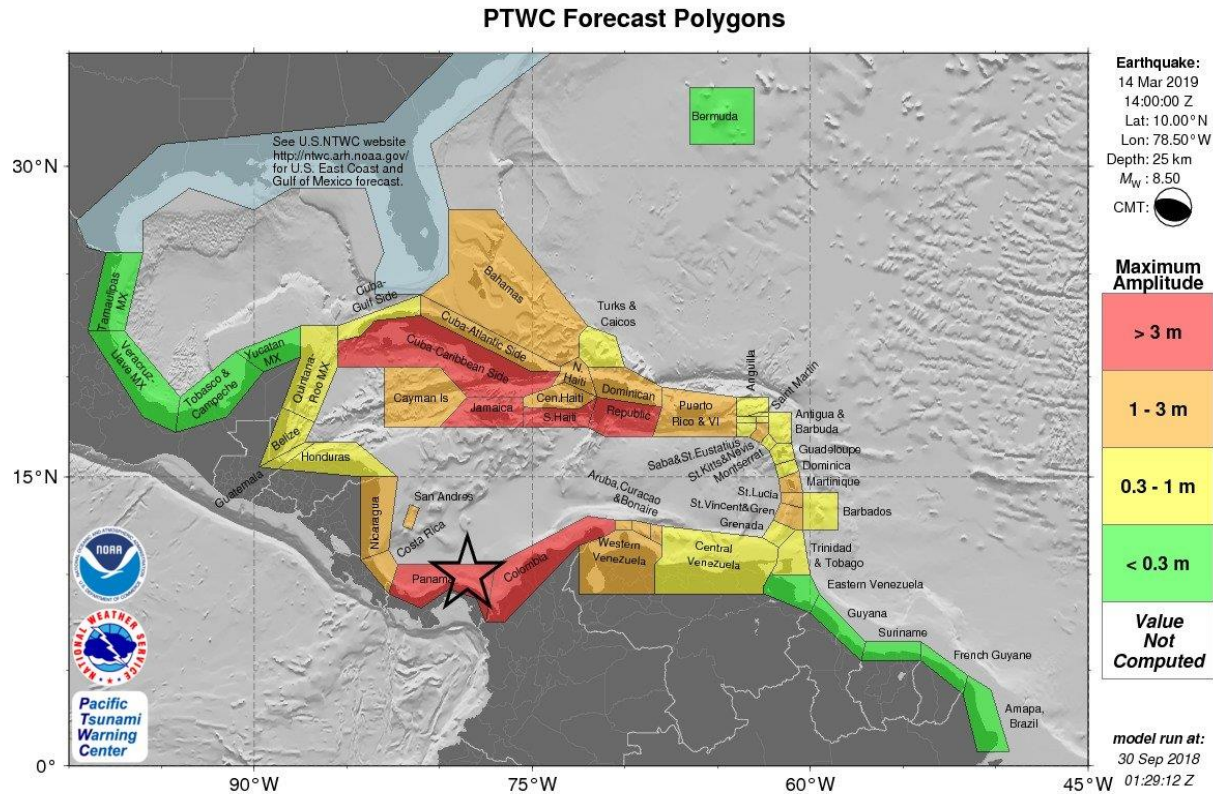 PTWC Forecast Polygons
Earthquake:
14 Mar 2019
14:00:00 Z
Lat: 10.00°N
Lon: 78.50°W
Depth: 25 km
Mw : 8.50
CMT:
See U.S.NTWC website
http://ntwc.arh.noaa.gov/
for U.S. East Coast and
Gulf of Mexico forecast.
Bermuda
30°N
Tamaulipas
MX
Veracruz-
Llave MX
Tobasco &
Campeche
Yucatan
MX
Quintana-
Roo MX
Belize
Guatemala
Honduras
Cuba-
Gulf Side
Bahamas
Cuba-Atlantic Side
Cuba-Caribbean Side
Turks &
Caicos
Cayman Is
Jamaica
N.
Haiti
Cen.Haiti
S.Haiti
Dominican
Republic
Puerto
Rico & VI
Anguilla
Saint Martin
Antigua &
Barbuda
Saba&St.Eustatius
St.Kitts&Nevis
Montserrat
Guadeloupe
Dominica
Martinique
St.Lucia
St.Vincent&Gren
Grenada
Barbados
15°N
Nicaragua
San Andres
Costa Rica
Panama
Colombia
Aruba,Curacao
&Bonaire
Western
Venezuela
Central
Venezuela
Trinidad
& Tobago
Eastern Venezuela
Guyana
Suriname
French Guyane
Amapa,
Brazil
0°
90°W
75°W
60°W
45°W
Maximum
Amplitude
> 3 m
1 - 3 m
0.3 - 1 m
< 0.3 m
Value
Not
Computed
model run at:
30 Sep 2018
01:29:12 Z
NOAA
NATIONAL WEATHER SERVICE
Pacific
Tsunami
Warning
Center